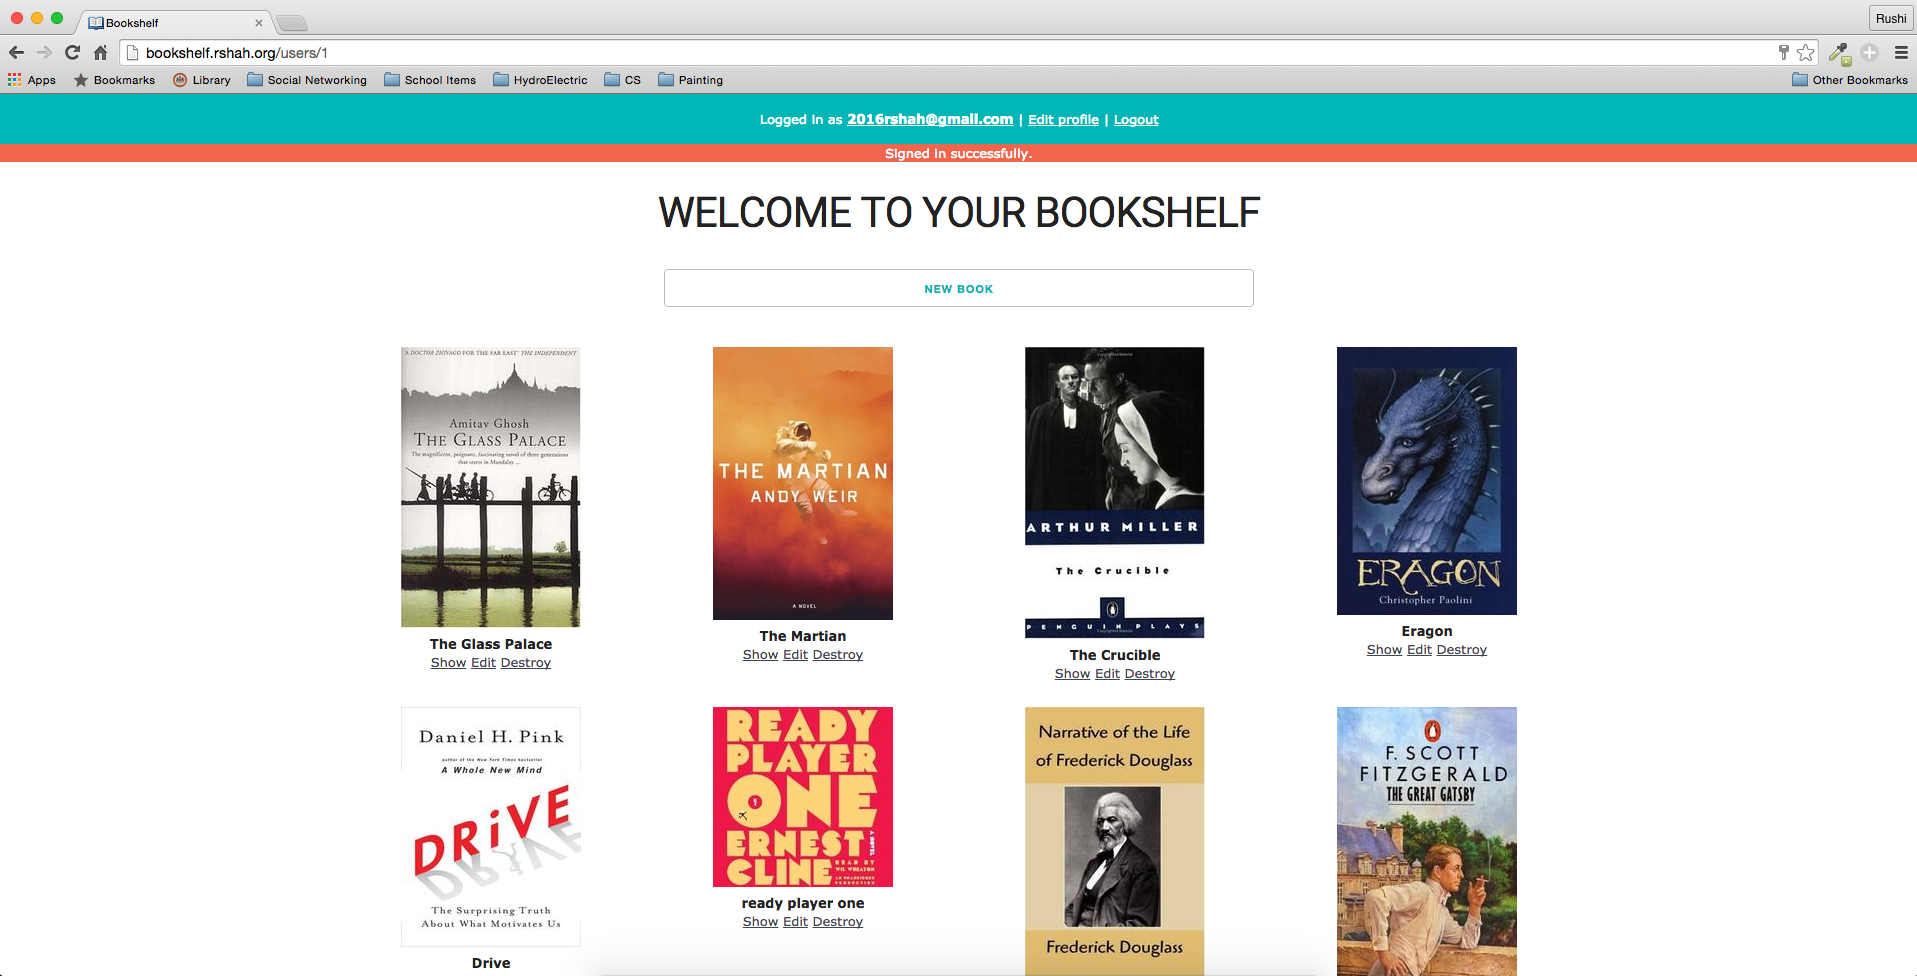 Bookshelf
Rushi
bookshelf.rshah.org/users/1
Apps Bookmarks Library Social Networking School Items HydroElectric CS Painting Other Bookmarks
Logged in as 2016rshah@gmail.com | Edit profile | Logout
Signed in successfully.
WELCOME TO YOUR BOOKSHELF
NEW BOOK
'A DOCTOR ZHIVAGO FOR THE FAR EAST' THE INDEPENDENT
Amitav Ghosh
THE GLASS PALACE
The magnificent, poignant, fascinating novel of three generations
that starts in Mandalay ...
The Glass Palace
Show Edit Destroy
THE MARTIAN
ANDY WEIR
A NOVEL
The Martian
Show Edit Destroy
ARTHUR MILLER
The Crucible
PENGUIN PLAYS
The Crucible
Show Edit Destroy
ERAGON
Christopher Paolini
Eragon
Show Edit Destroy
Daniel H. Pink
author of the New York Times bestseller
A Whole New Mind
DRiVE
The Surprising Truth
About What Motivates Us
Drive
READY
PLAYER
ONE
ERNEST
CLINE
A NOVEL
READ BY
WIL WHEATON
AN UNABRIDGED
PRODUCTION
ready player one
Show Edit Destroy
Narrative of the Life
of Frederick Douglass
Frederick Douglass
F. SCOTT
FITZGERALD
THE GREAT GATSBY